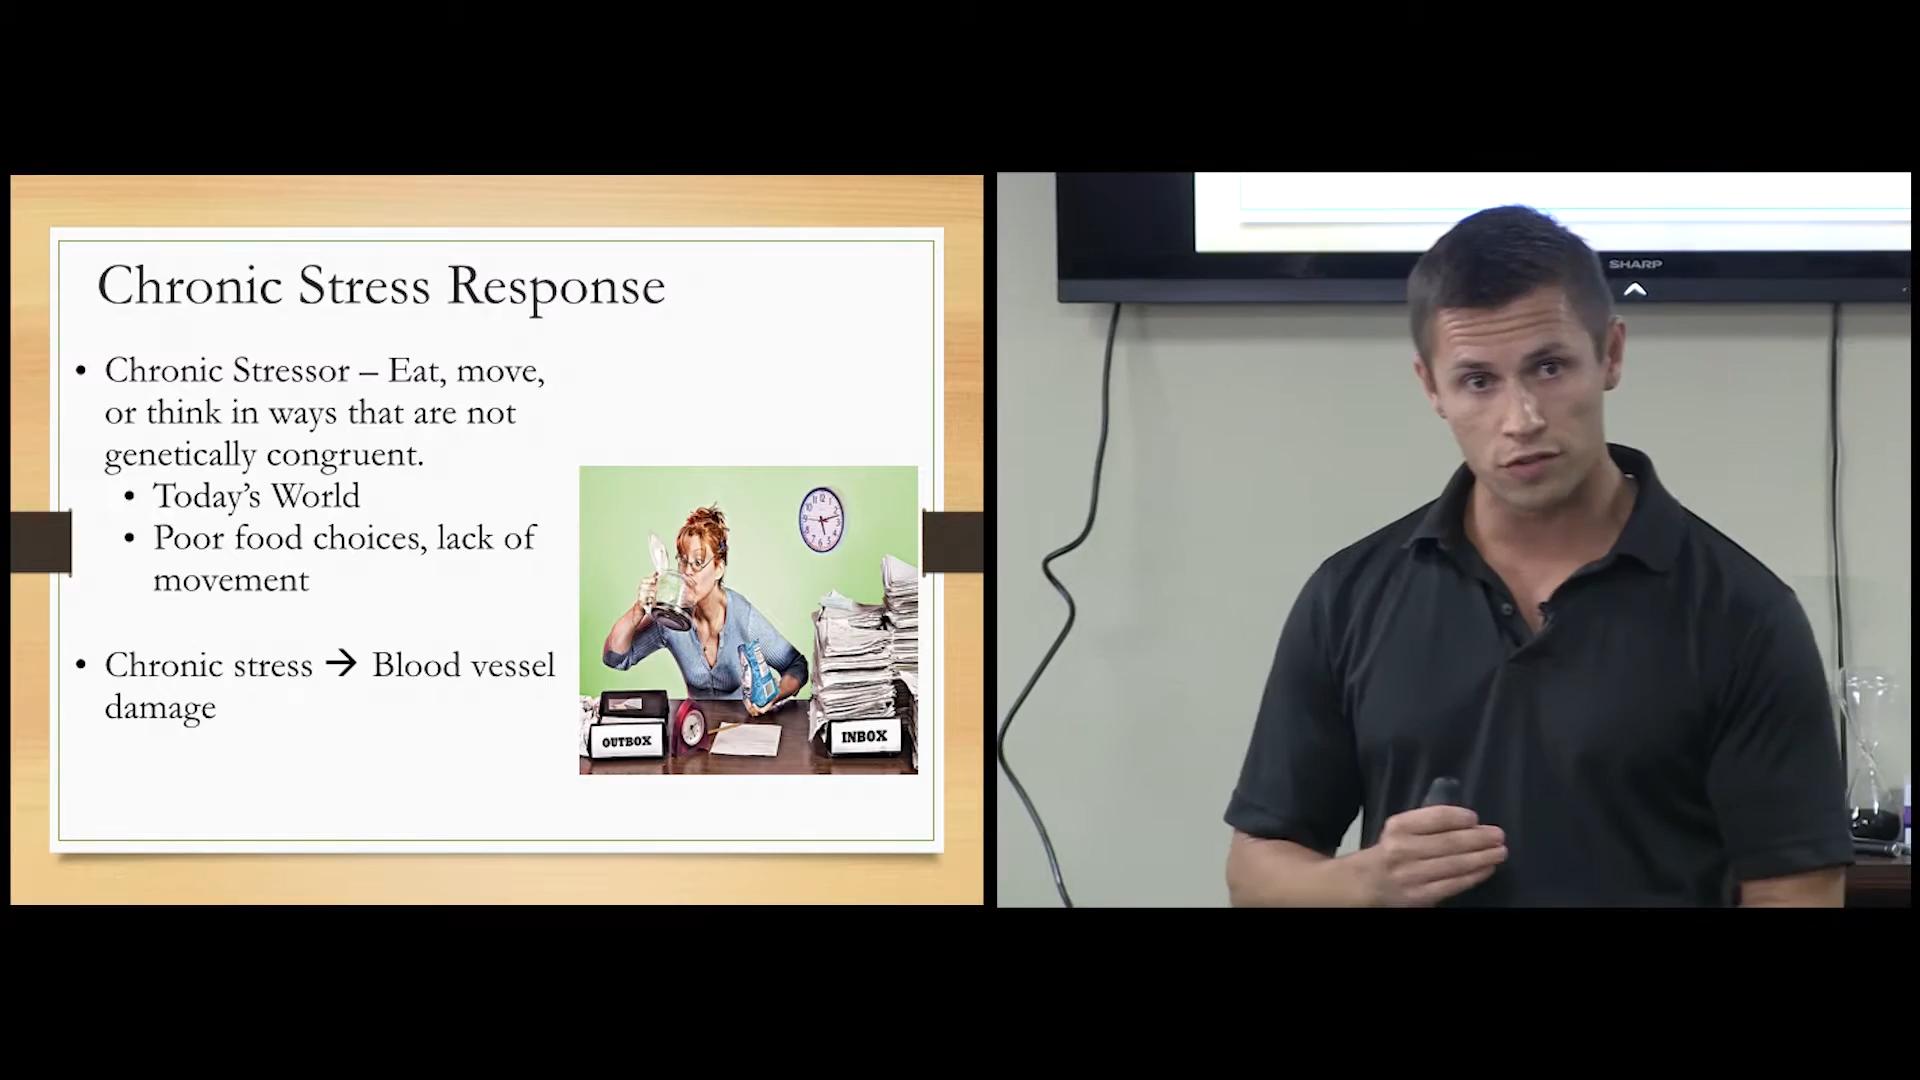 Chronic Stress Response
• Chronic Stressor – Eat, move,
or think in ways that are not
genetically congruent.
• Today's World
• Poor food choices, lack of
movement
• Chronic stress → Blood vessel
damage
OUTBOX
INBOX
SHARP